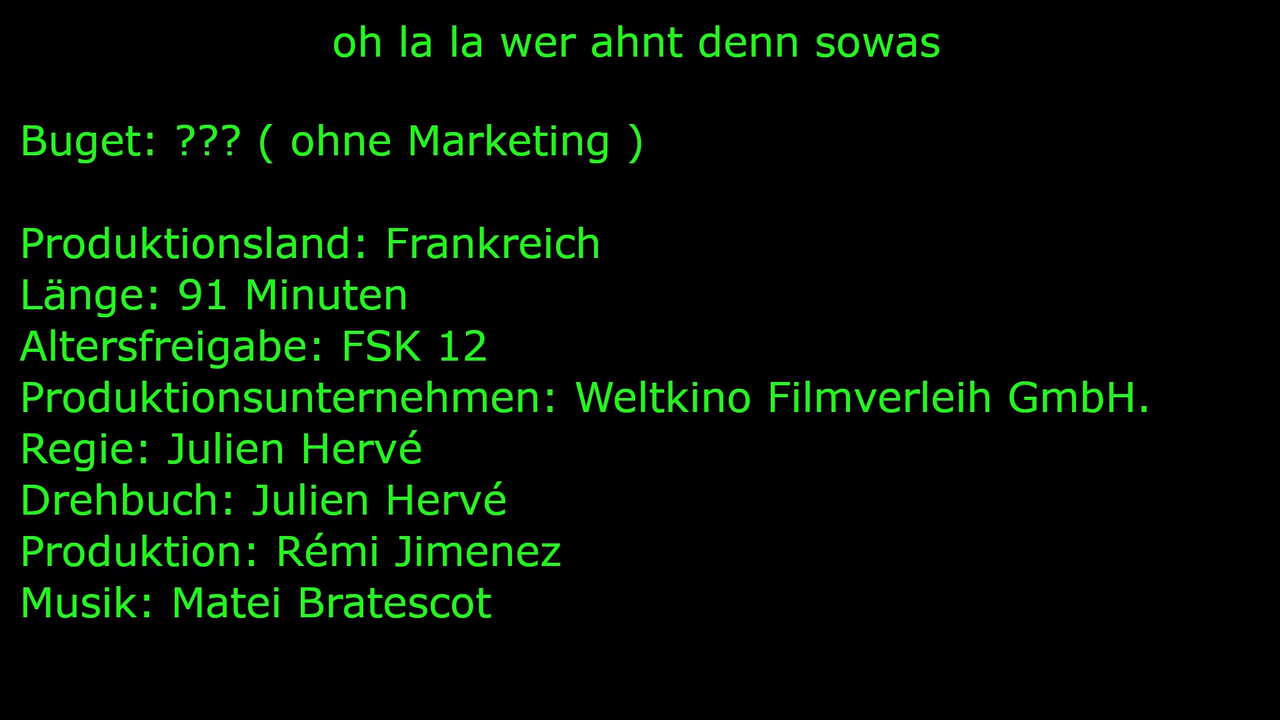 oh la la wer ahnt denn sowas
Buget: ??? ( ohne Marketing )
Produktionsland: Frankreich
Länge: 91 Minuten
Altersfreigabe: FSK 12
Produktionsunternehmen: Weltkino Filmverleih GmbH.
Regie: Julien Hervé
Drehbuch: Julien Hervé
Produktion: Rémi Jimenez
Musik: Matei Bratescot